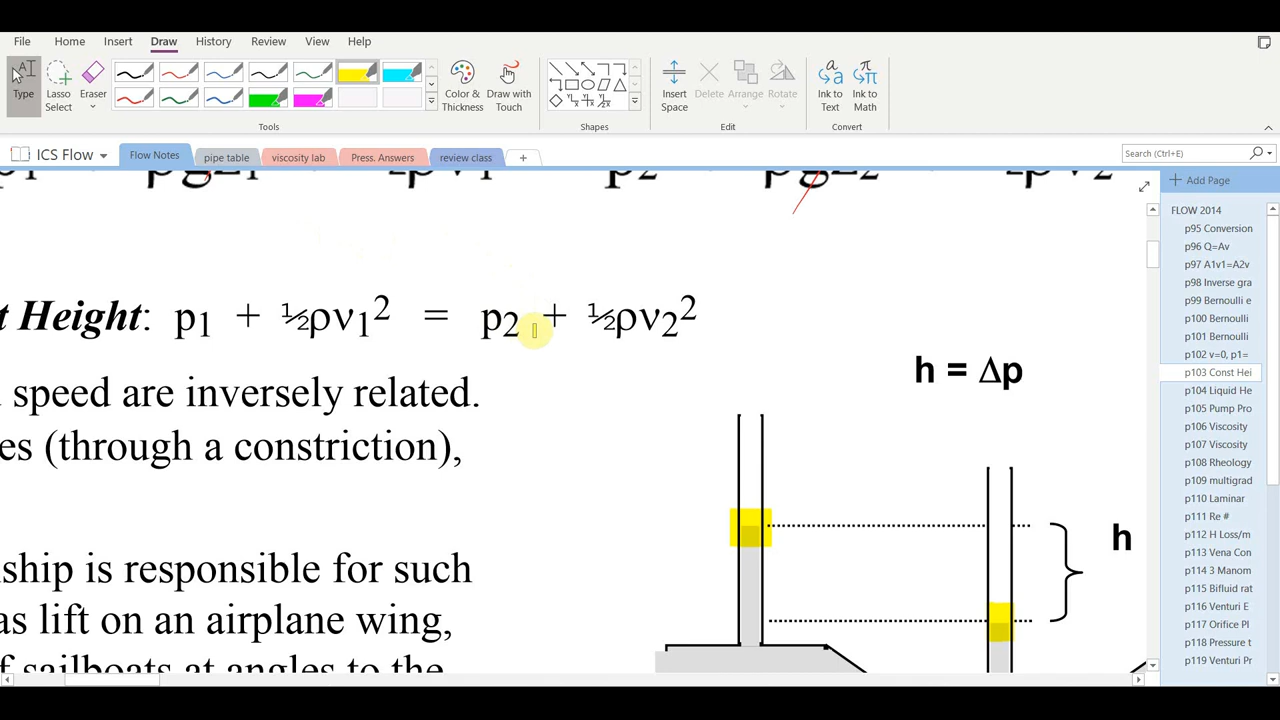 File Home Insert Draw History Review View Help
Type Lasso Select Eraser Color & Thickness Draw with Touch Insert Space Delete Arrange Rotate Ink to Text Ink to Math
Tools Shapes Edit Convert
ICS Flow Flow Notes pipe table viscosity lab Press. Answers review class + Search (Ctrl+E)
+ Add Page
FLOW 2014
p95 Conversion
p96 Q=Av
p97 A1v1=A2v
p98 Inverse gra
p99 Bernoulli e
p100 Bernoulli
p101 Bernoulli
p102 v=0, p1=
p103 Const Hei
p104 Liquid He
p105 Pump Pro
p106 Viscosity
p107 Viscosity
p108 Rheology
p109 multigrad
p110 Laminar
p111 Re #
p112 H Loss/m
p113 Vena Con
p114 3 Manom
p115 Bifluid rat
p116 Venturi E
p117 Orifice Pl
p118 Pressure t
p119 Venturi Pr
t Height: p1 + ½ρv1² = p2 + ½ρv2²
speed are inversely related.
es (through a constriction),
nship is responsible for such
as lift on an airplane wing,
f sailboats at angles to the
h = Δp
h